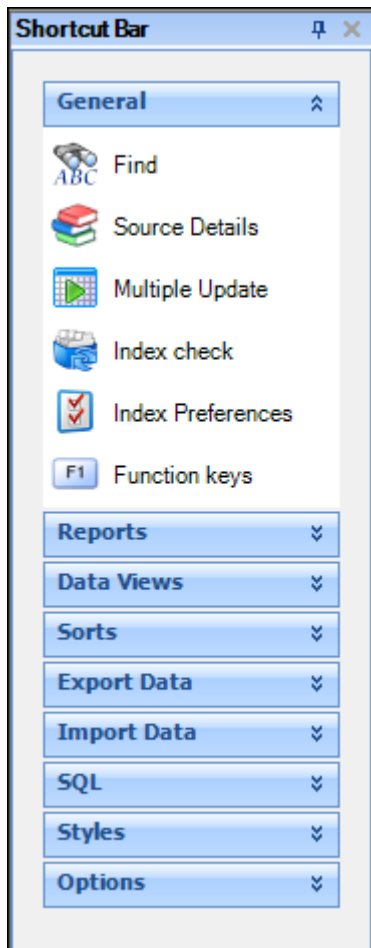 Shortcut Bar
General
ABC
Find
Source Details
Multiple Update
Index check
Index Preferences
F1
Function keys
Reports
Data Views
Sorts
Export Data
Import Data
SQL
Styles
Options